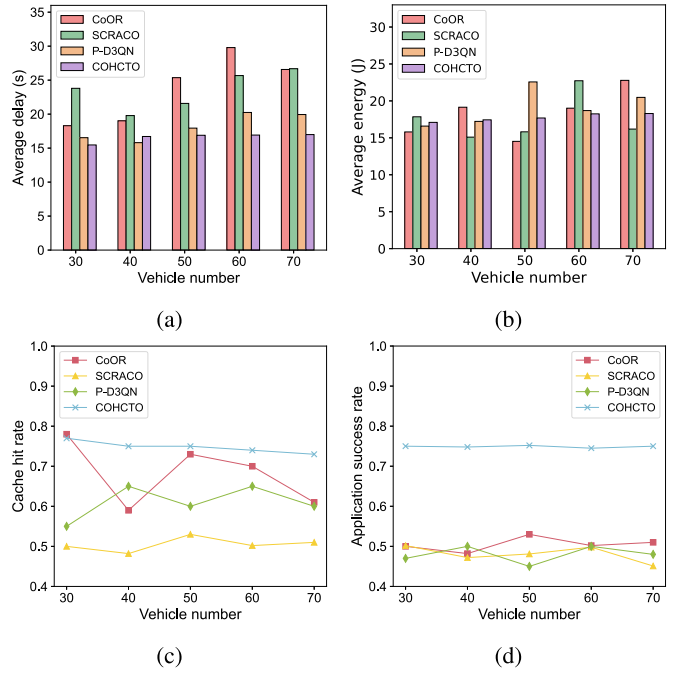 CoOR
SCRACO
P-D3QN
COHCTO
Average delay (s)
35
30
25
20
15
10
5
0
30 40 50 60 70
Vehicle number
(a)
CoOR
SCRACO
P-D3QN
COHCTO
Average energy (J)
30
25
20
15
10
5
0
30 40 50 60 70
Vehicle number
(b)
CoOR
SCRACO
P-D3QN
COHCTO
Cache hit rate
1.0
0.9
0.8
0.7
0.6
0.5
0.4
30 40 50 60 70
Vehicle number
(c)
CoOR
SCRACO
P-D3QN
COHCTO
Application success rate
1.0
0.9
0.8
0.7
0.6
0.5
0.4
30 40 50 60 70
Vehicle number
(d)